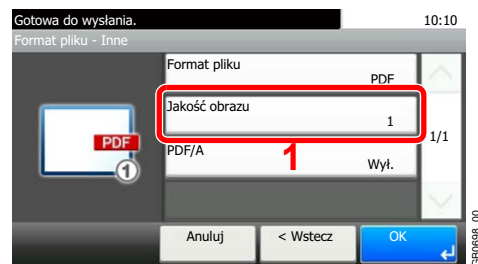 Gotowa do wysłania. 10:10
Format pliku - Inne
Format pliku
PDF
Jakość obrazu
1
PDF/A
Wył.
1
1/1
PDF
1
Anuluj < Wstecz OK
GB0698_00